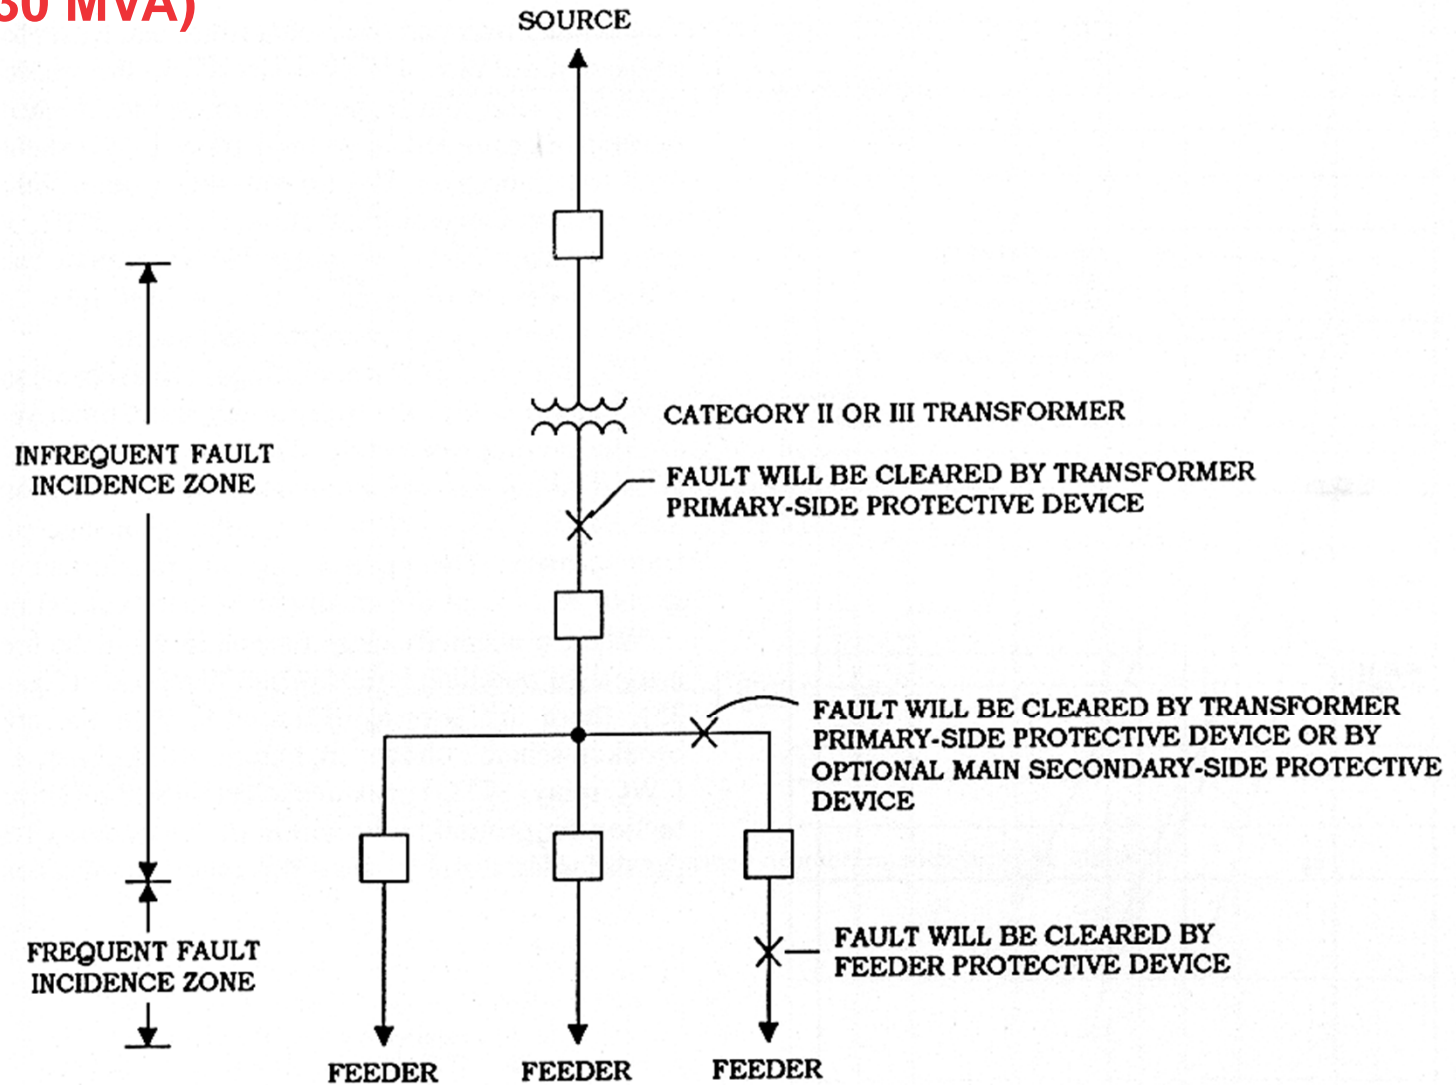 30 MVA)
SOURCE
CATEGORY II OR III TRANSFORMER
INFREQUENT FAULT
INCIDENCE ZONE
FAULT WILL BE CLEARED BY TRANSFORMER
PRIMARY-SIDE PROTECTIVE DEVICE
FAULT WILL BE CLEARED BY TRANSFORMER
PRIMARY-SIDE PROTECTIVE DEVICE OR BY
OPTIONAL MAIN SECONDARY-SIDE PROTECTIVE
DEVICE
FREQUENT FAULT
INCIDENCE ZONE
FAULT WILL BE CLEARED BY
FEEDER PROTECTIVE DEVICE
FEEDER
FEEDER
FEEDER